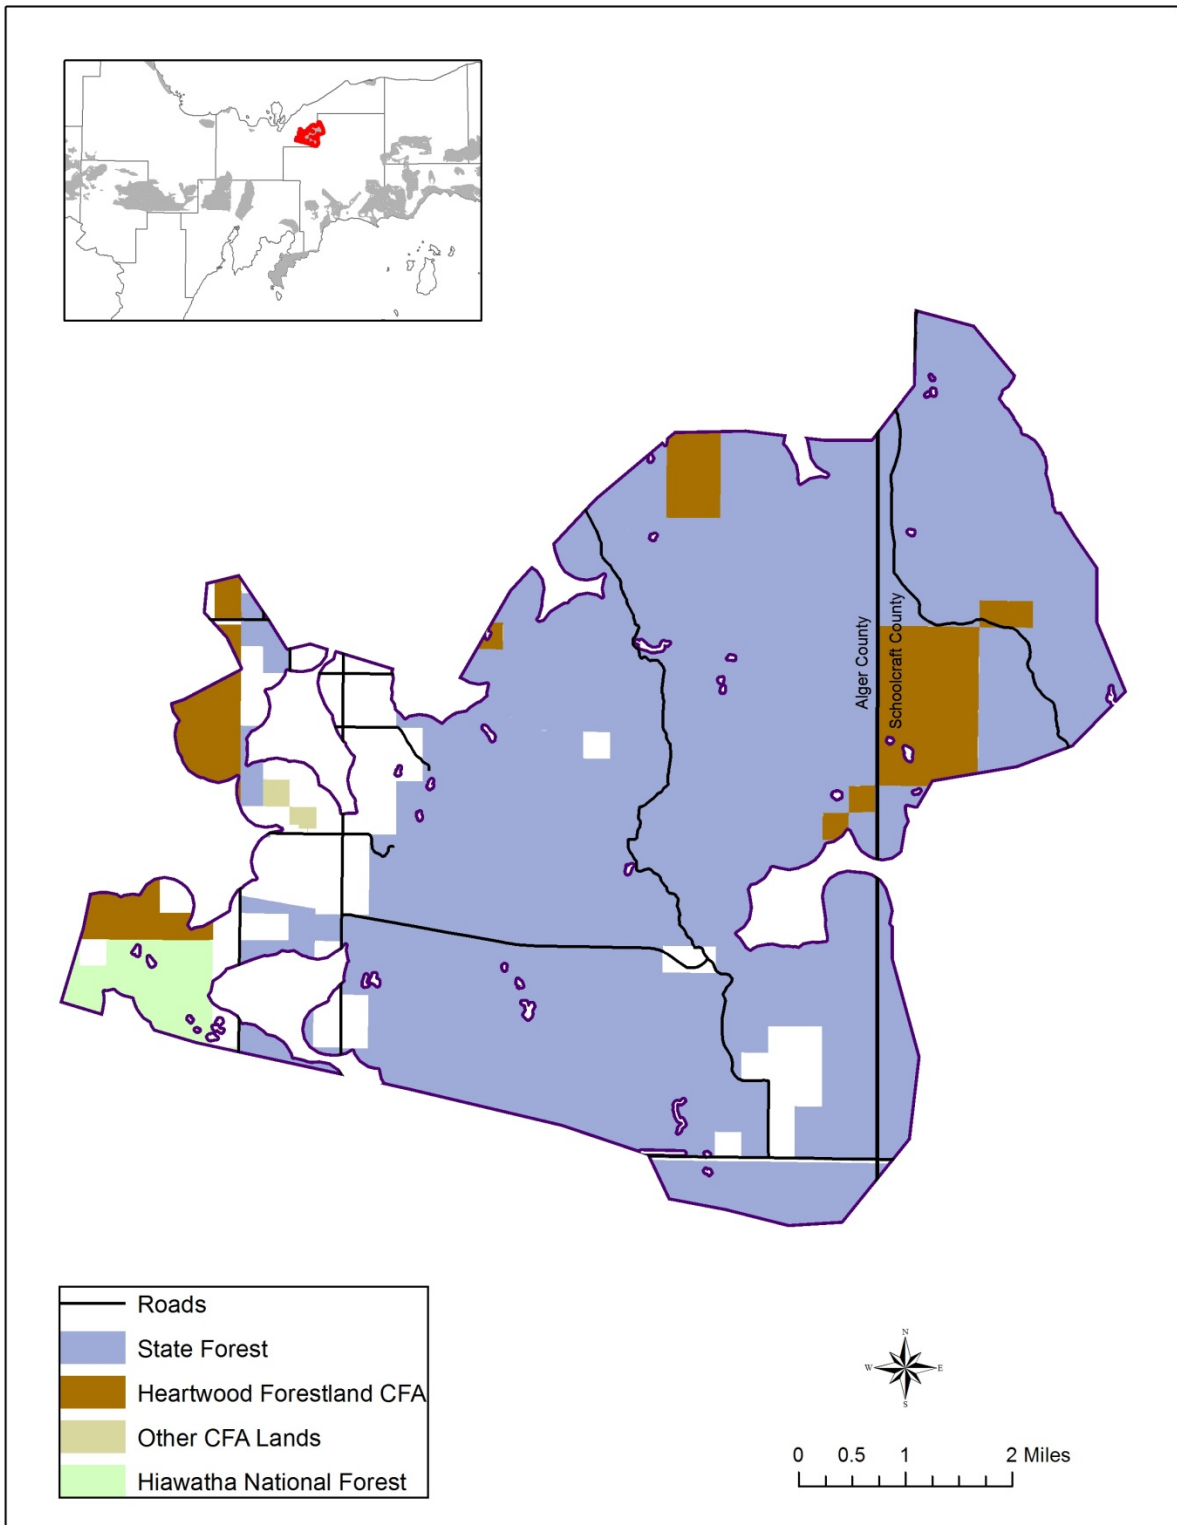 Alger County
Schoolcraft County
Roads
State Forest
Heartwood Forestland CFA
Other CFA Lands
Hiawatha National Forest
N
W E
S
0 0.5 1 2 Miles